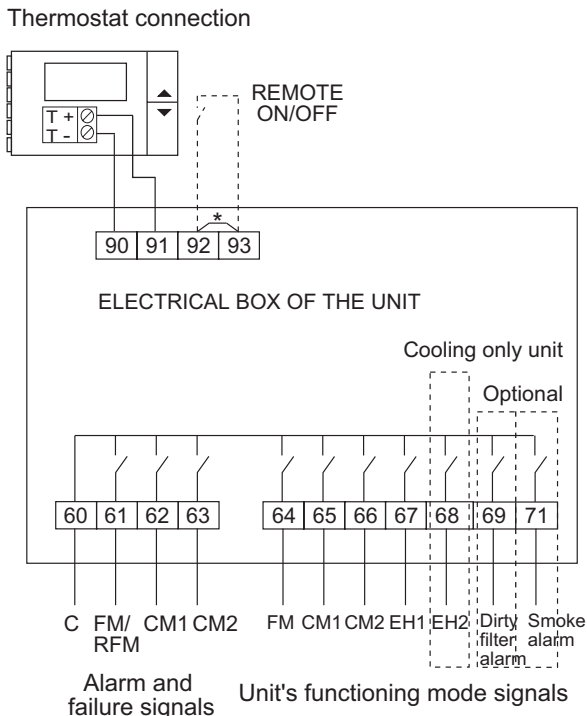 Thermostat connection
REMOTE
ON/OFF
T +
T -
*
90 91 92 93
ELECTRICAL BOX OF THE UNIT
Cooling only unit
Optional
60 61 62 63 64 65 66 67 68 69 71
C FM/ CM1 CM2 FM CM1 CM2 EH1 EH2 Dirty Smoke
RFM filter alarm
alarm
Alarm and
failure signals
Unit's functioning mode signals